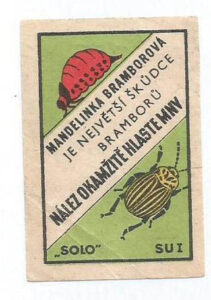 MANDELINKA BRAMBOROVÁ
JE NEJVĚTŠÍ ŠKŮDCE
BRAMBORŮ
NÁLEZ OKAMŽITĚ HLASTE MNV
„SOLO" SUI